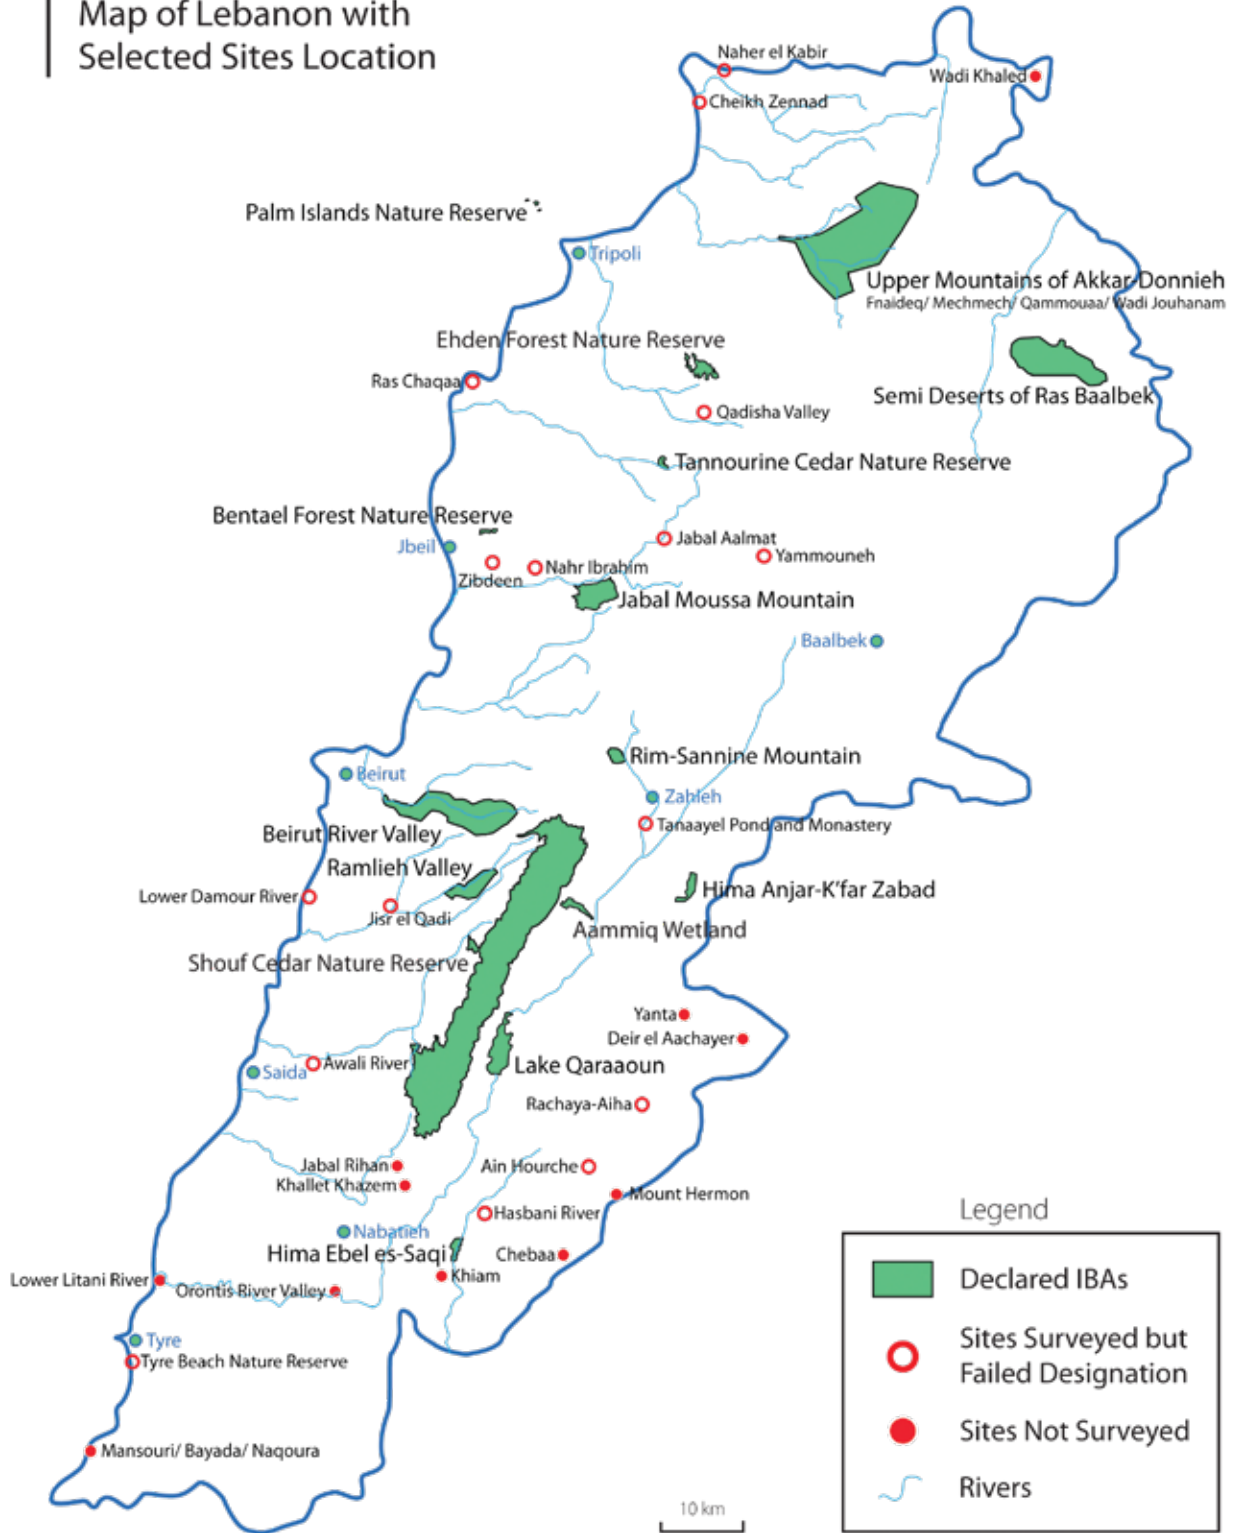 Map of Lebanon with
Selected Sites Location
Naher el Kabir
Wadi Khaled
Cheikh Zennad
Palm Islands Nature Reserve
Tripoli
Upper Mountains of Akkar-Donnieh
Fnaideq/ Mechmech/ Qammouaa/ Wadi Jouhanam
Ehden Forest Nature Reserve
Ras Chaqaa
Semi Deserts of Ras Baalbek
Qadisha Valley
Tannourine Cedar Nature Reserve
Bentael Forest Nature Reserve
Jbeil
Jabal Aalmat
Yammouneh
Nahr Ibrahim
Zibdeen
Jabal Moussa Mountain
Baalbek
Rim-Sannine Mountain
Beirut
Zahleh
Tanaayel Pond and Monastery
Beirut River Valley
Ramlieh Valley
Hima Anjar-K'far Zabad
Lower Damour River
Jisr el Qadi
Aammiq Wetland
Shouf Cedar Nature Reserve
Yanta
Deir el Aachayer
Awali River
Lake Qaraaoun
Saida
Rachaya-Aiha
Jabal Rihan
Ain Hourche
Khallet Khazem
Mount Hermon
Hasbani River
Nabatieh
Hima Ebel es-Saqi
Chebaa
Khiam
Lower Litani River
Orontis River Valley
Tyre
Tyre Beach Nature Reserve
Mansouri/ Bayada/ Naqoura
10 km
Legend
Declared IBAs
Sites Surveyed but
Failed Designation
Sites Not Surveyed
Rivers